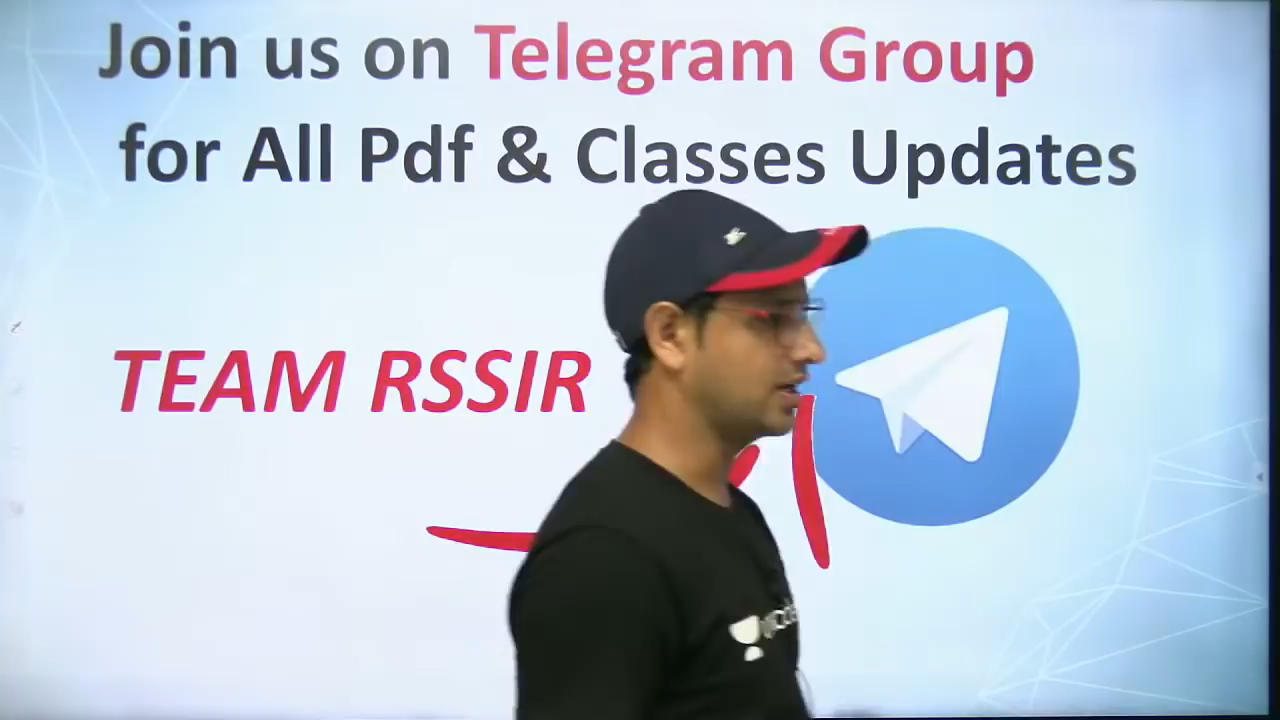 Join us on Telegram Group
for All Pdf & Classes Updates
TEAM RSSIR